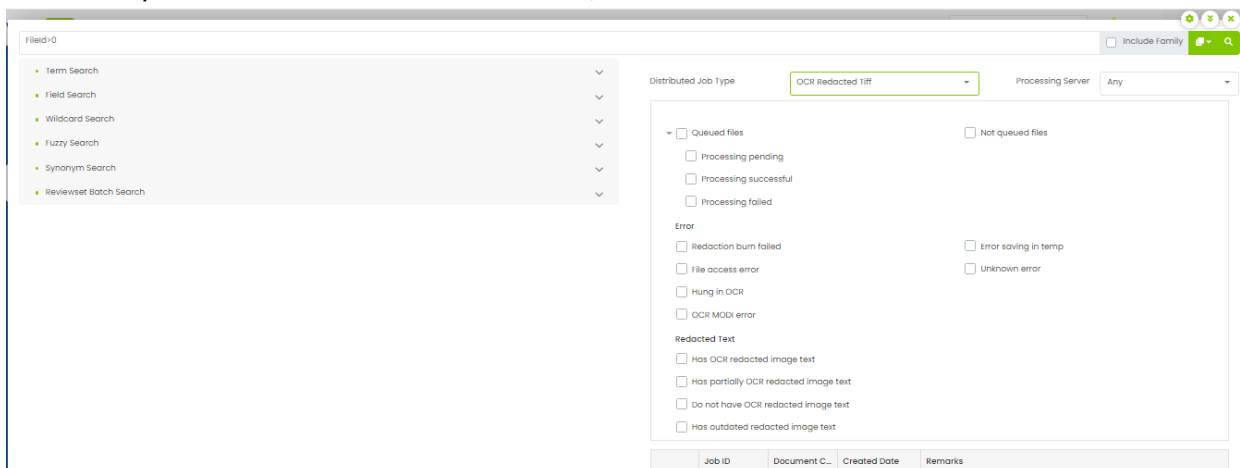 FileId>0
Include Family
Term Search
Field Search
Wildcard Search
Fuzzy Search
Synonym Search
Reviewset Batch Search
Distributed Job Type
OCR Redacted Tiff
Processing Server
Any
Queued files
Not queued files
Processing pending
Processing successful
Processing failed
Error
Redaction burn failed
Error saving in temp
File access error
Unknown error
Hung in OCR
OCR MODI error
Redacted Text
Has OCR redacted image text
Has partially OCR redacted image text
Do not have OCR redacted image text
Has outdated redacted image text
Job ID
Document C...
Created Date
Remarks